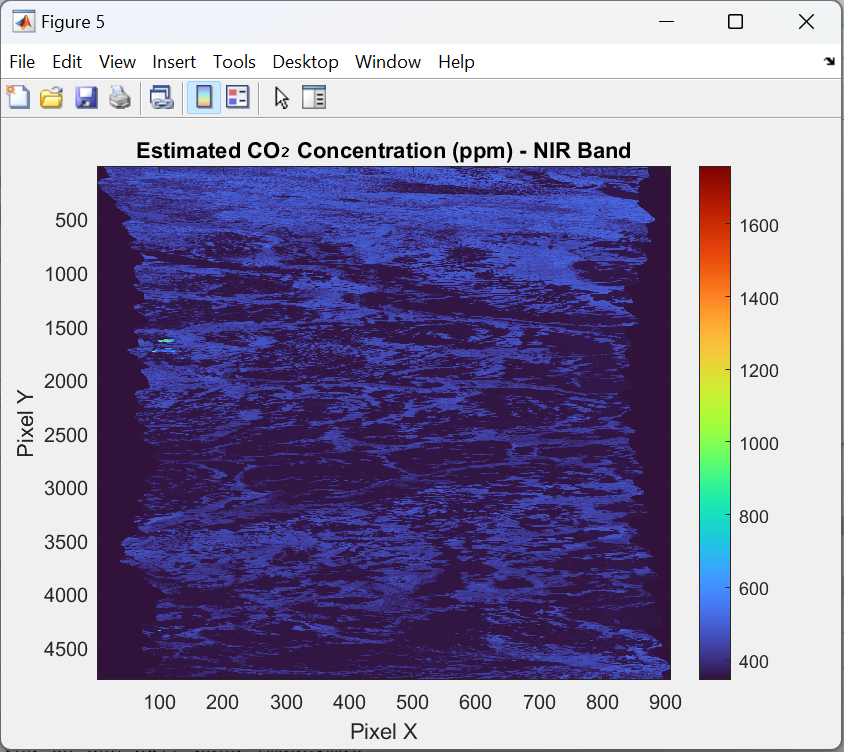 Figure 5
File Edit View Insert Tools Desktop Window Help
Estimated CO₂ Concentration (ppm) - NIR Band
500
1000
1500
2000
2500
3000
3500
4000
4500
Pixel Y
100 200 300 400 500 600 700 800 900
Pixel X
1600
1400
1200
1000
800
600
400